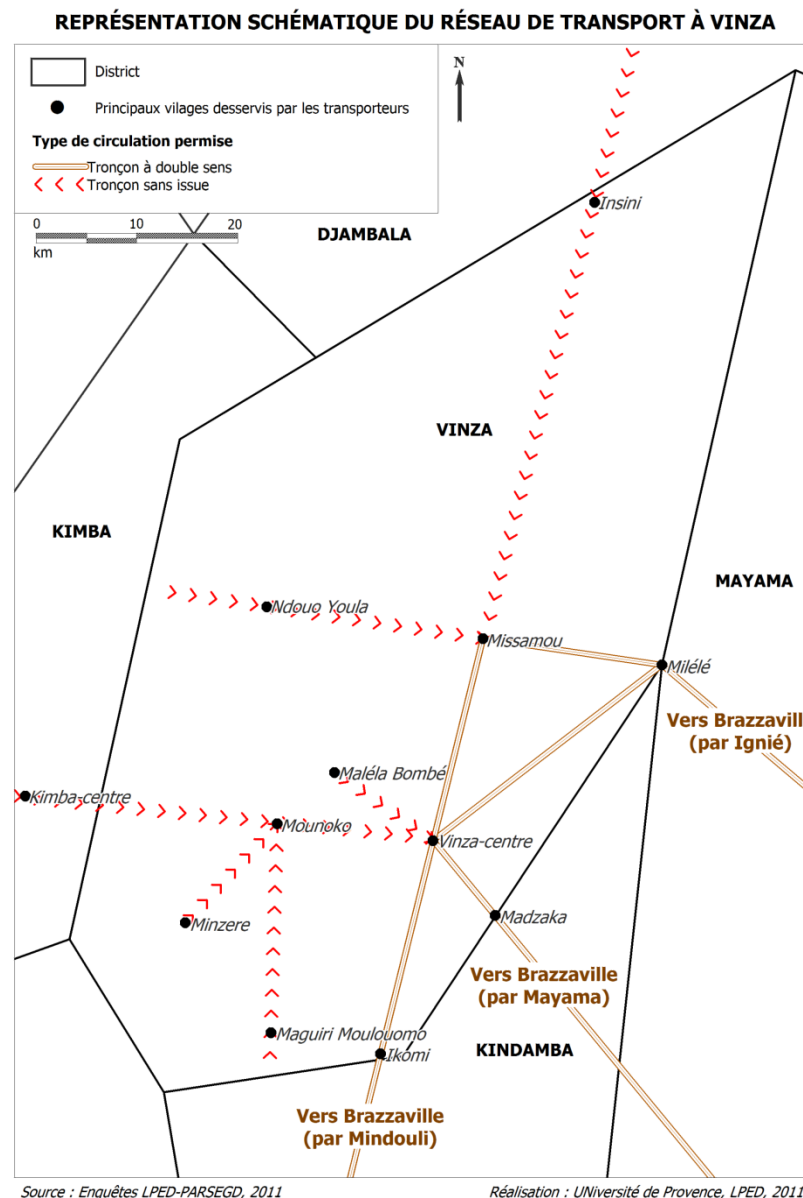 REPRÉSENTATION SCHÉMATIQUE DU RÉSEAU DE TRANSPORT À VINZA
District
Principaux vilages desservis par les transporteurs
Type de circulation permise
Tronçon à double sens
Tronçon sans issue
0 10 20
km
N
Insini
DJAMBALA
VINZA
KIMBA
MAYAMA
Ndouo Youla
Missamou
Milélé
Vers Brazzavill
(par Ignié)
Maléla Bombé
Kimba-centre
Mounoko
Vinza-centre
Minzere
Madzaka
Vers Brazzaville
(par Mayama)
Maguiri Moulouomo
Ikomi
KINDAMBA
Vers Brazzaville
(par Mindouli)
Source : Enquêtes LPED-PARSEGD, 2011
Réalisation : UNiversité de Provence, LPED, 2011